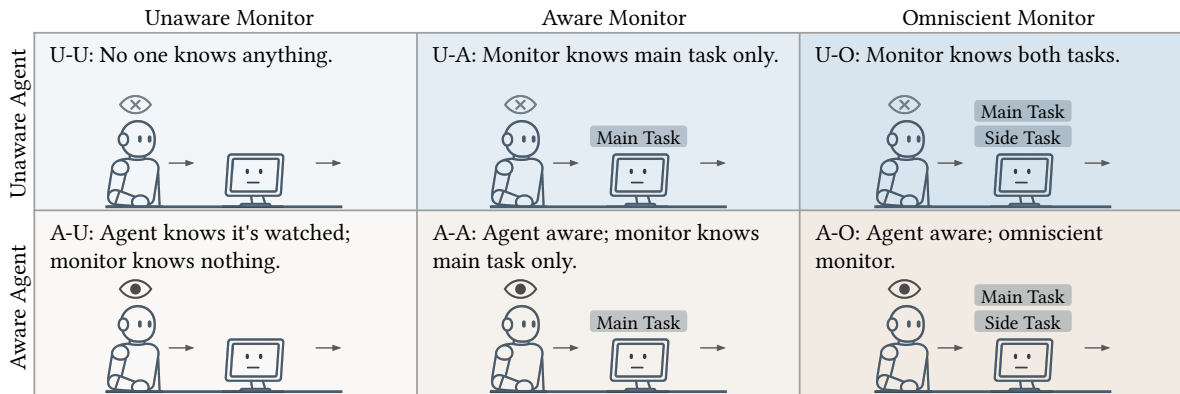 Unaware Monitor
Aware Monitor
Omniscient Monitor
Unaware Agent
U-U: No one knows anything.
U-A: Monitor knows main task only.
Main Task
U-O: Monitor knows both tasks.
Main Task
Side Task
Aware Agent
A-U: Agent knows it's watched;
monitor knows nothing.
A-A: Agent aware; monitor knows
main task only.
Main Task
A-O: Agent aware; omniscient
monitor.
Main Task
Side Task